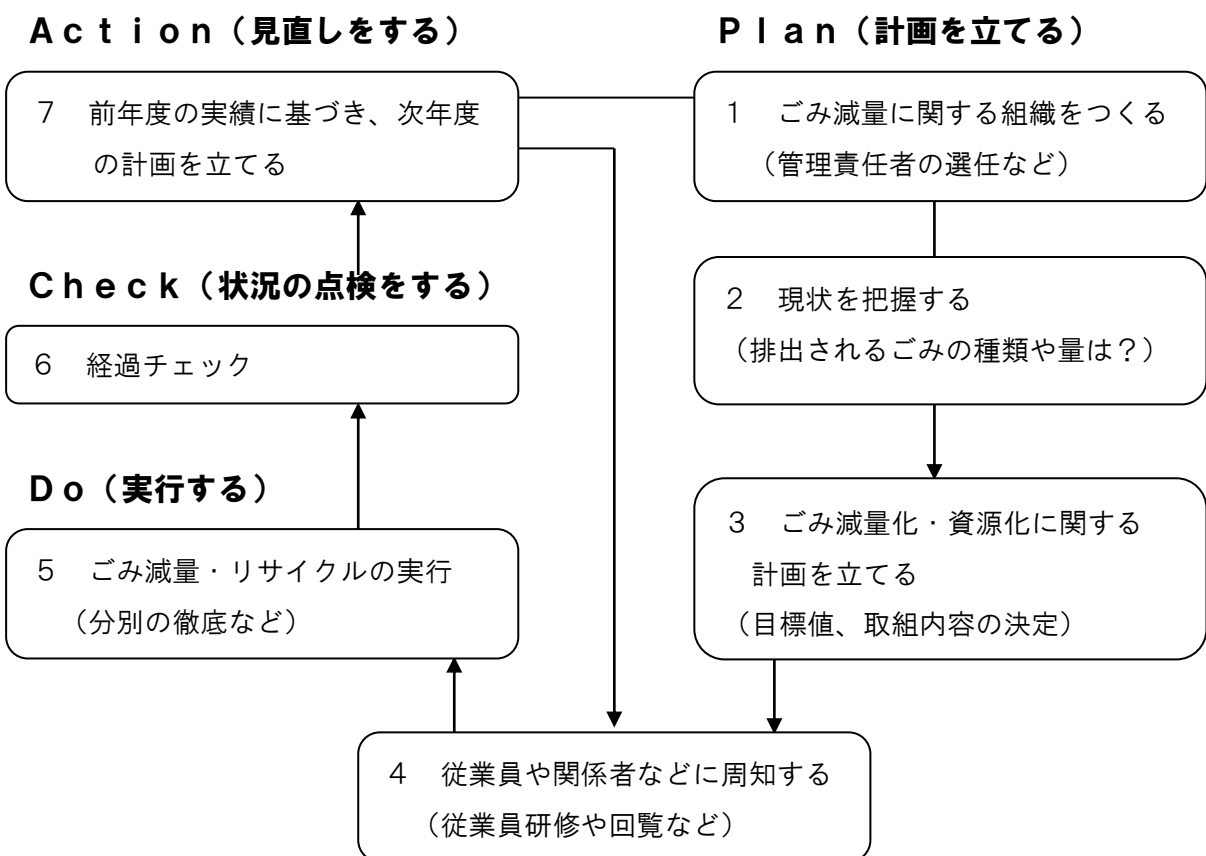 Ａｃｔｉｏｎ（見直しをする）
７　前年度の実績に基づき、次年度
の計画を立てる
Ｃｈｅｃｋ（状況の点検をする）
６　経過チェック
Ｄｏ（実行する）
５　ごみ減量・リサイクルの実行
（分別の徹底など）
Ｐｌａｎ（計画を立てる）
１　ごみ減量に関する組織をつくる
（管理責任者の選任など）
２　現状を把握する
（排出されるごみの種類や量は？）
３　ごみ減量化・資源化に関する
計画を立てる
（目標値、取組内容の決定）
４　従業員や関係者などに周知する
（従業員研修や回覧など）